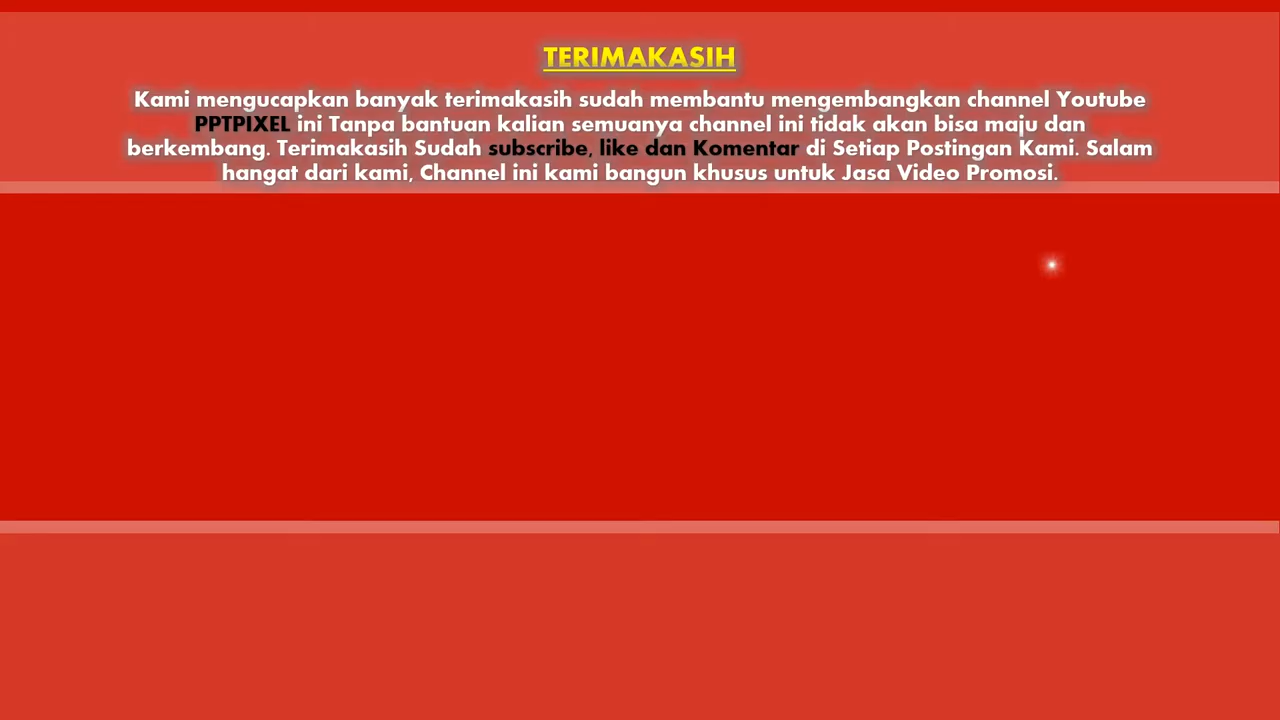 TERIMAKASIH
Kami mengucapkan banyak terimakasih sudah membantu mengembangkan channel Youtube
PPTPIXEL ini Tanpa bantuan kalian semuanya channel ini tidak akan bisa maju dan
berkembang. Terimakasih Sudah subscribe, like dan Komentar di Setiap Postingan Kami. Salam
hangat dari kami, Channel ini kami bangun khusus untuk Jasa Video Promosi.